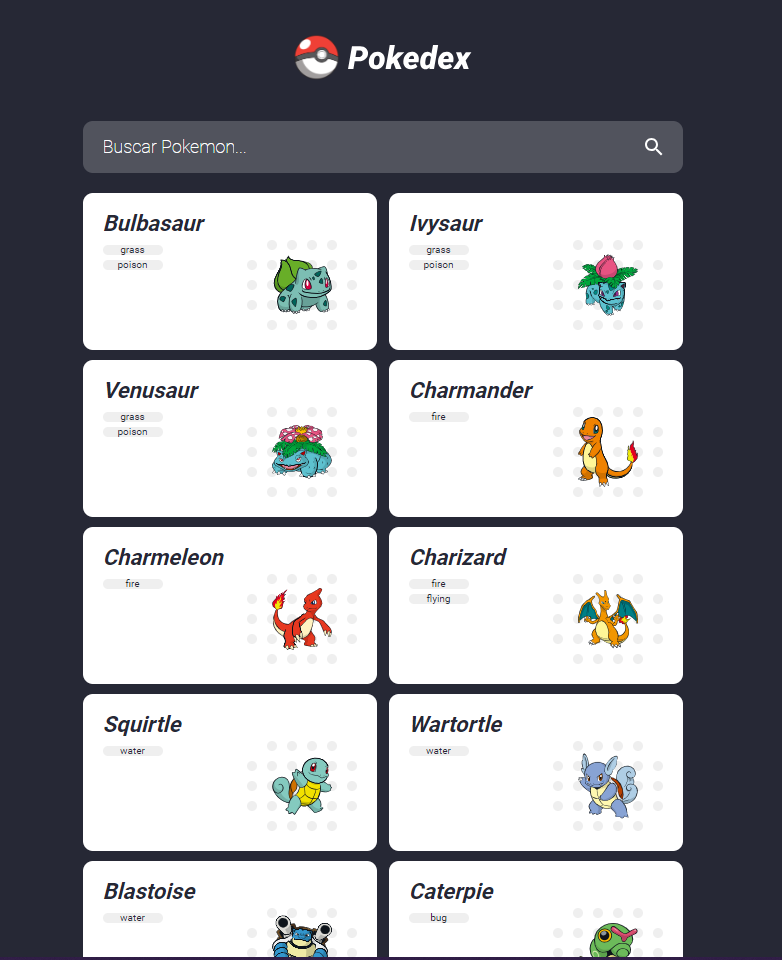 Pokedex
Buscar Pokemon...
Bulbasaur
grass
poison
Ivysaur
grass
poison
Venusaur
grass
poison
Charmander
fire
Charmeleon
fire
Charizard
fire
flying
Squirtle
water
Wartortle
water
Blastoise
water
Caterpie
bug